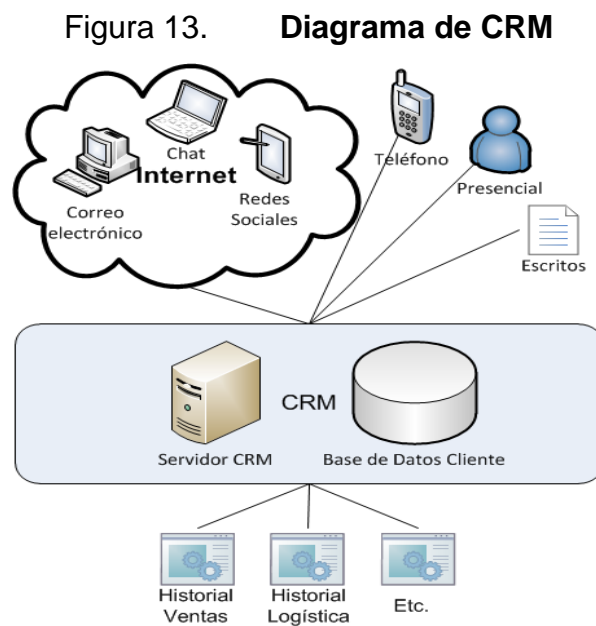 Figura 13. Diagrama de CRM
Chat
Internet
Correo
electrónico
Redes
Sociales
Teléfono
Presencial
Escritos
CRM
Servidor CRM
Base de Datos Cliente
Historial
Ventas
Historial
Logística
Etc.